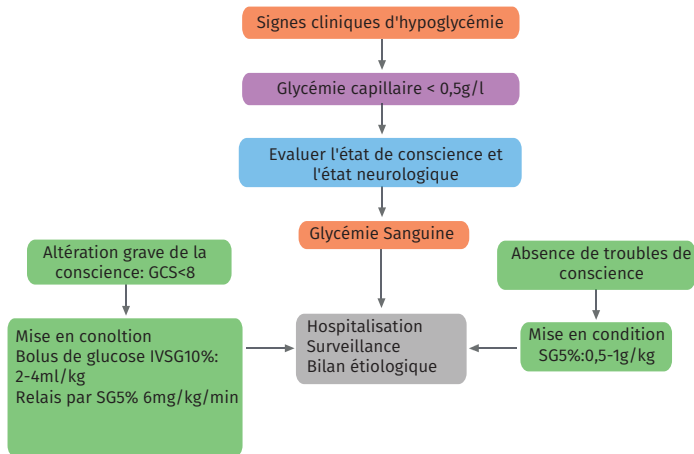 Signes cliniques d'hypoglycémie
Glycémie capillaire < 0,5g/l
Evaluer l'état de conscience et
l'état neurologique
Glycémie Sanguine
Altération grave de la
conscience: GCS<8
Absence de troubles de
conscience
Mise en conoltion
Bolus de glucose IVSG10%:
2-4ml/kg
Relais par SG5% 6mg/kg/min
Hospitalisation
Surveillance
Bilan étiologique
Mise en condition
SG5%:0,5-1g/kg